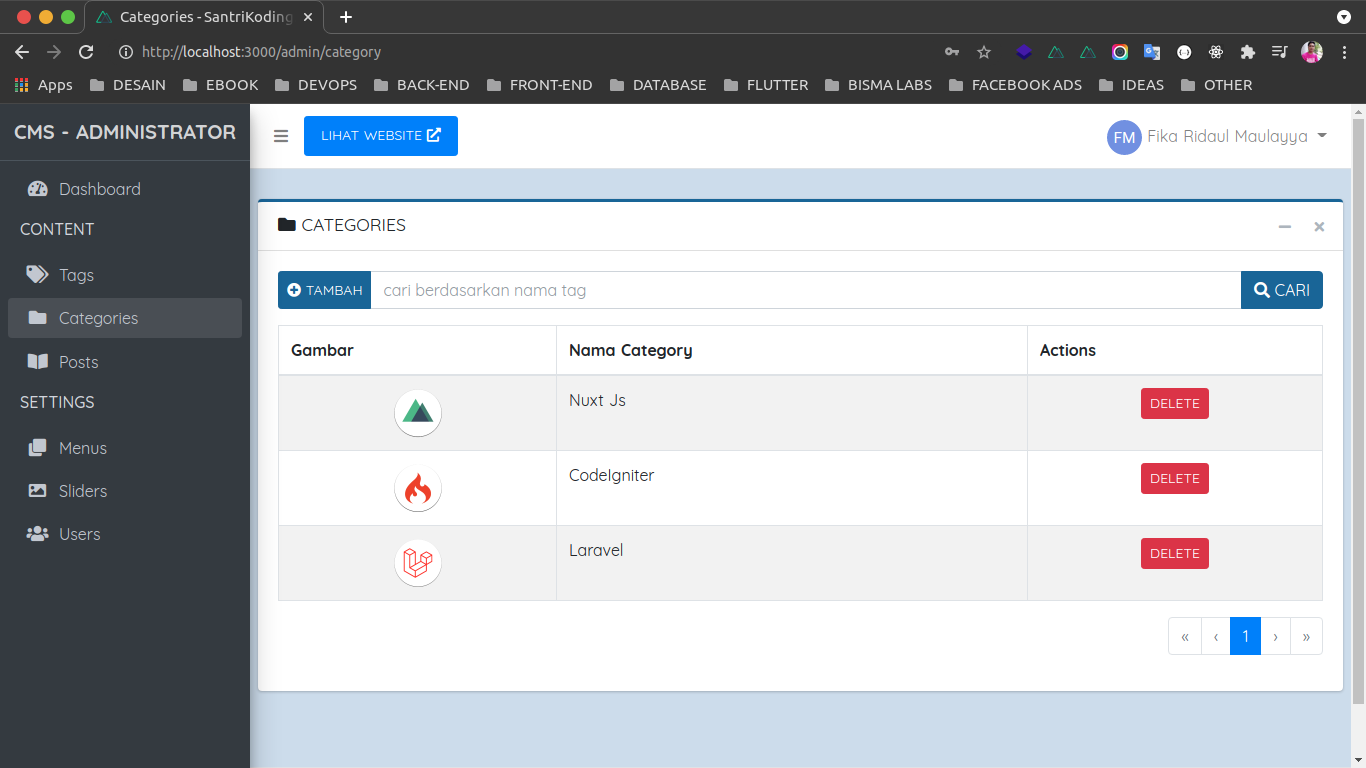 Categories - SantriKoding
http://localhost:3000/admin/category
Apps DESAIN EBOOK DEVOPS BACK-END FRONT-END DATABASE FLUTTER BISMA LABS FACEBOOK ADS IDEAS OTHER
CMS - ADMINISTRATOR
LIHAT WEBSITE
FM Fika Ridaul Maulayya
Dashboard
CONTENT
Tags
Categories
Posts
SETTINGS
Menus
Sliders
Users
CATEGORIES
TAMBAH cari berdasarkan nama tag CARI
Gambar Nama Category Actions
Nuxt Js DELETE
CodeIgniter DELETE
Laravel DELETE
« ‹ 1 › »